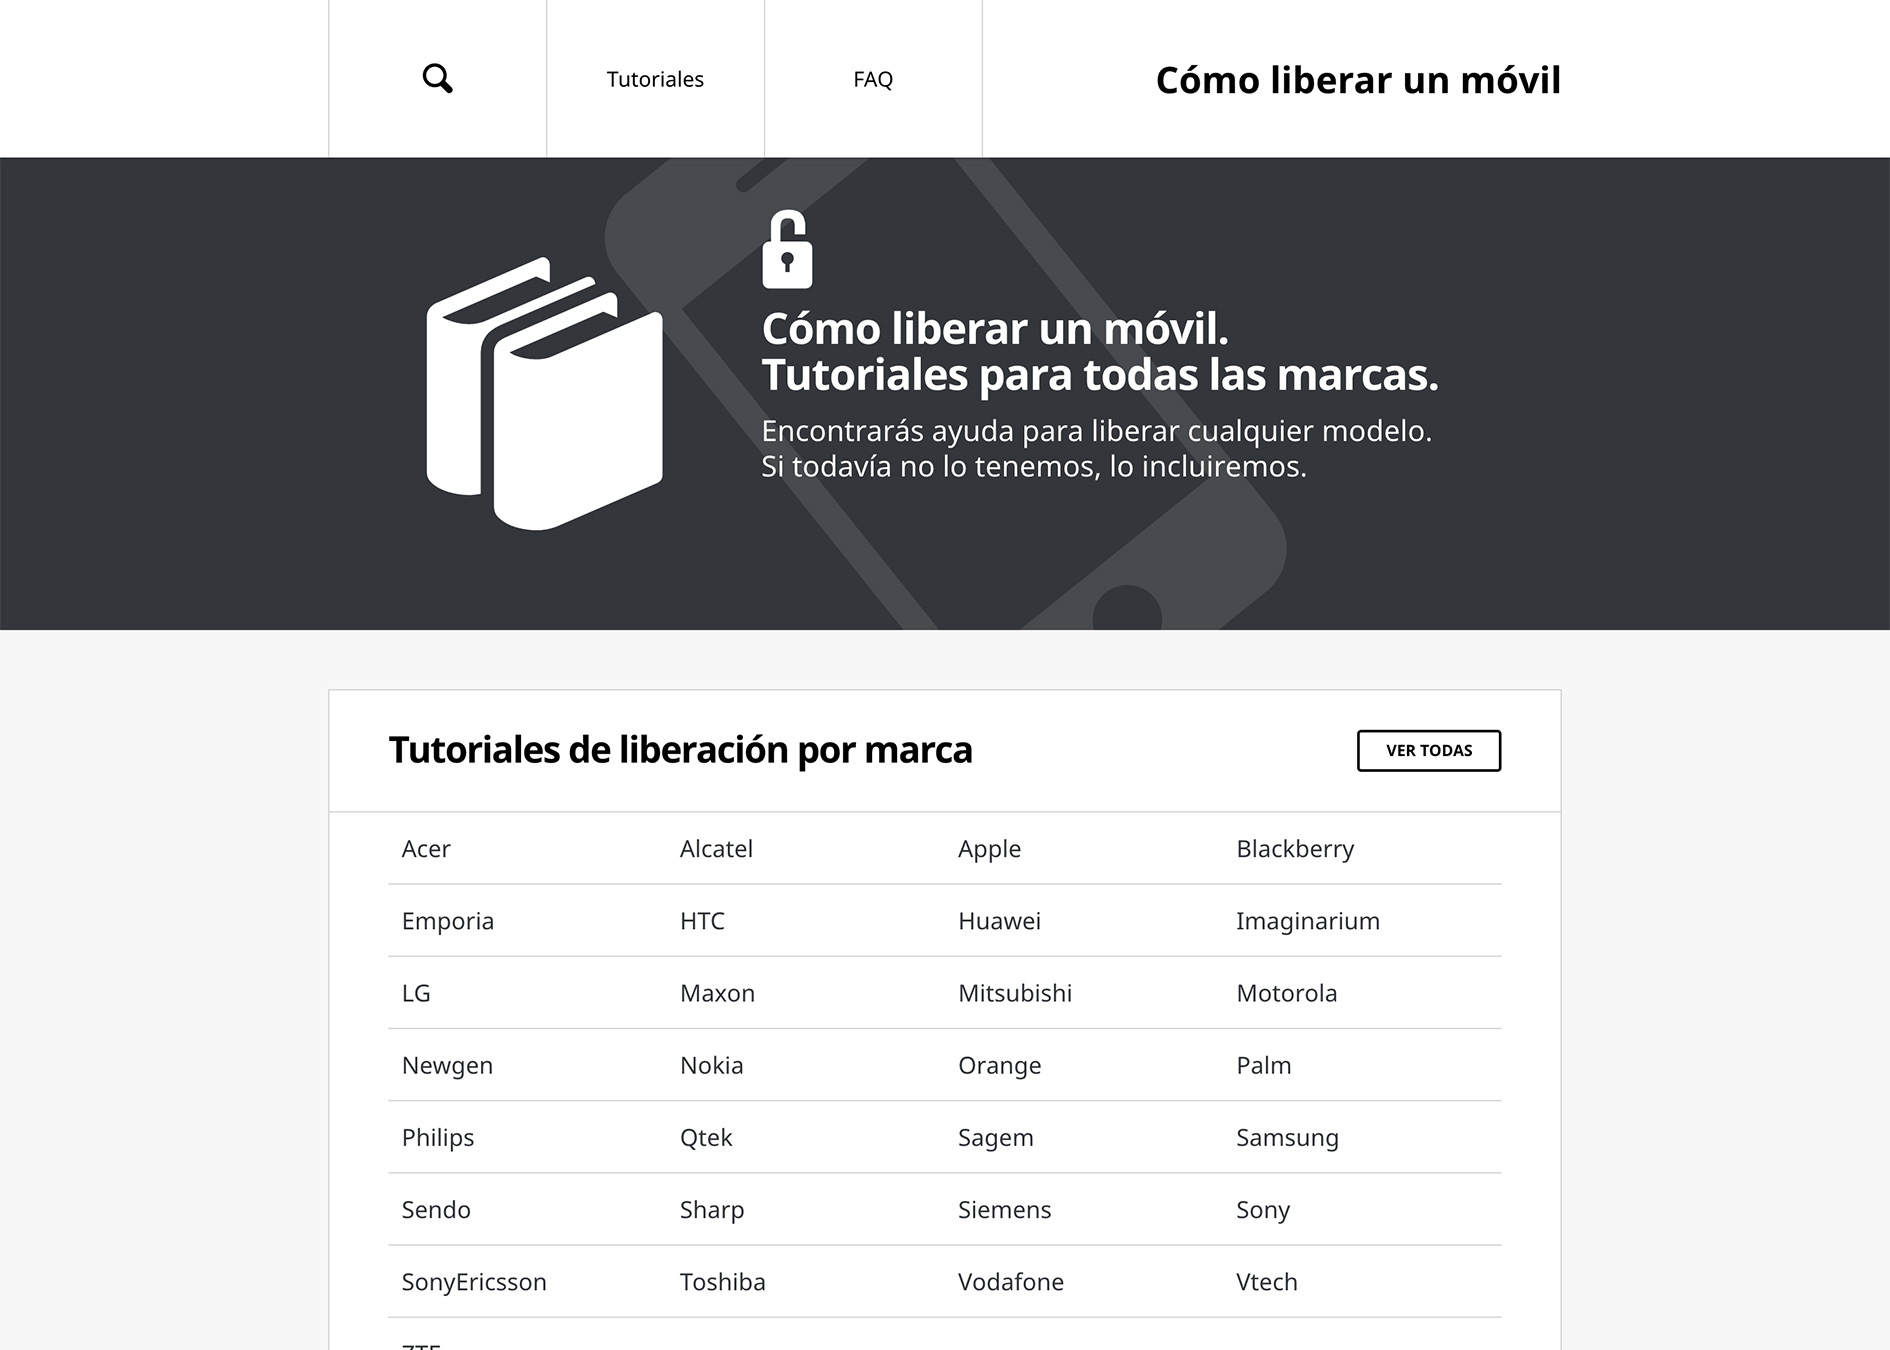 Tutoriales
FAQ
Cómo liberar un móvil
Cómo liberar un móvil.
Tutoriales para todas las marcas.
Encontrarás ayuda para liberar cualquier modelo.
Si todavía no lo tenemos, lo incluiremos.
Tutoriales de liberación por marca
VER TODAS
Acer Alcatel Apple Blackberry
Emporia HTC Huawei Imaginarium
LG Maxon Mitsubishi Motorola
Newgen Nokia Orange Palm
Philips Qtek Sagem Samsung
Sendo Sharp Siemens Sony
SonyEricsson Toshiba Vodafone Vtech
ZTE